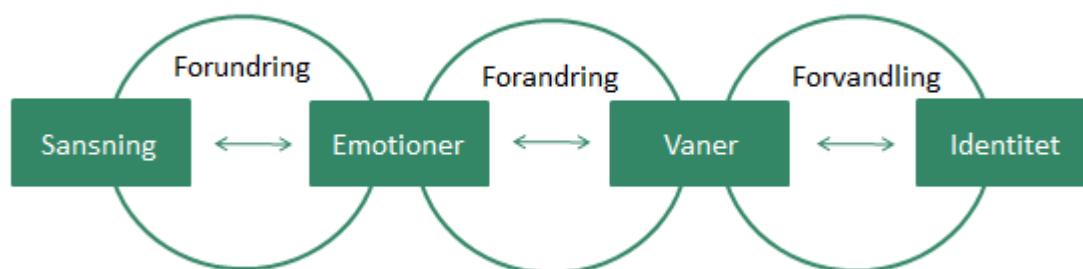 Forundring
Forandring
Forvandling
Sansning
Emotioner
Vaner
Identitet